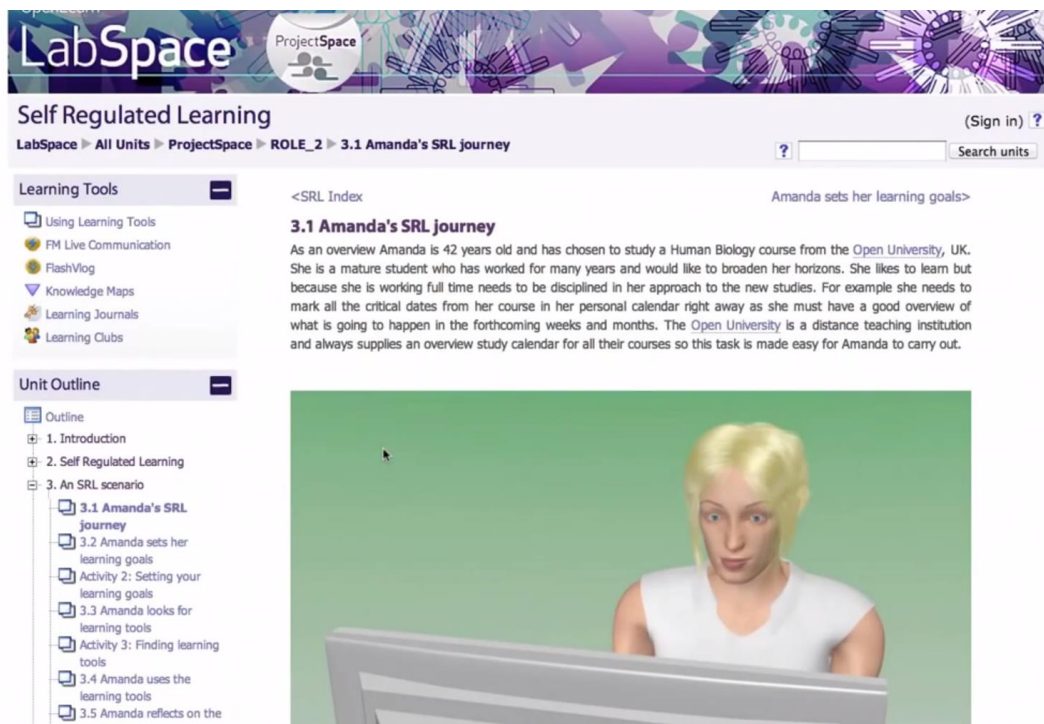 OpenLearn
LabSpace
ProjectSpace
Self Regulated Learning
(Sign in) ?
LabSpace ▶ All Units ▶ ProjectSpace ▶ ROLE_2 ▶ 3.1 Amanda's SRL journey
? Search units
Learning Tools
Using Learning Tools
FM Live Communication
FlashVlog
Knowledge Maps
Learning Journals
Learning Clubs
Unit Outline
Outline
1. Introduction
2. Self Regulated Learning
3. An SRL scenario
3.1 Amanda's SRL
journey
3.2 Amanda sets her
learning goals
Activity 2: Setting your
learning goals
3.3 Amanda looks for
learning tools
Activity 3: Finding learning
tools
3.4 Amanda uses the
learning tools
3.5 Amanda reflects on the
<SRL Index
Amanda sets her learning goals>
3.1 Amanda's SRL journey
As an overview Amanda is 42 years old and has chosen to study a Human Biology course from the Open University, UK.
She is a mature student who has worked for many years and would like to broaden her horizons. She likes to learn but
because she is working full time needs to be disciplined in her approach to the new studies. For example she needs to
mark all the critical dates from her course in her personal calendar right away as she must have a good overview of
what is going to happen in the forthcoming weeks and months. The Open University is a distance teaching institution
and always supplies an overview study calendar for all their courses so this task is made easy for Amanda to carry out.